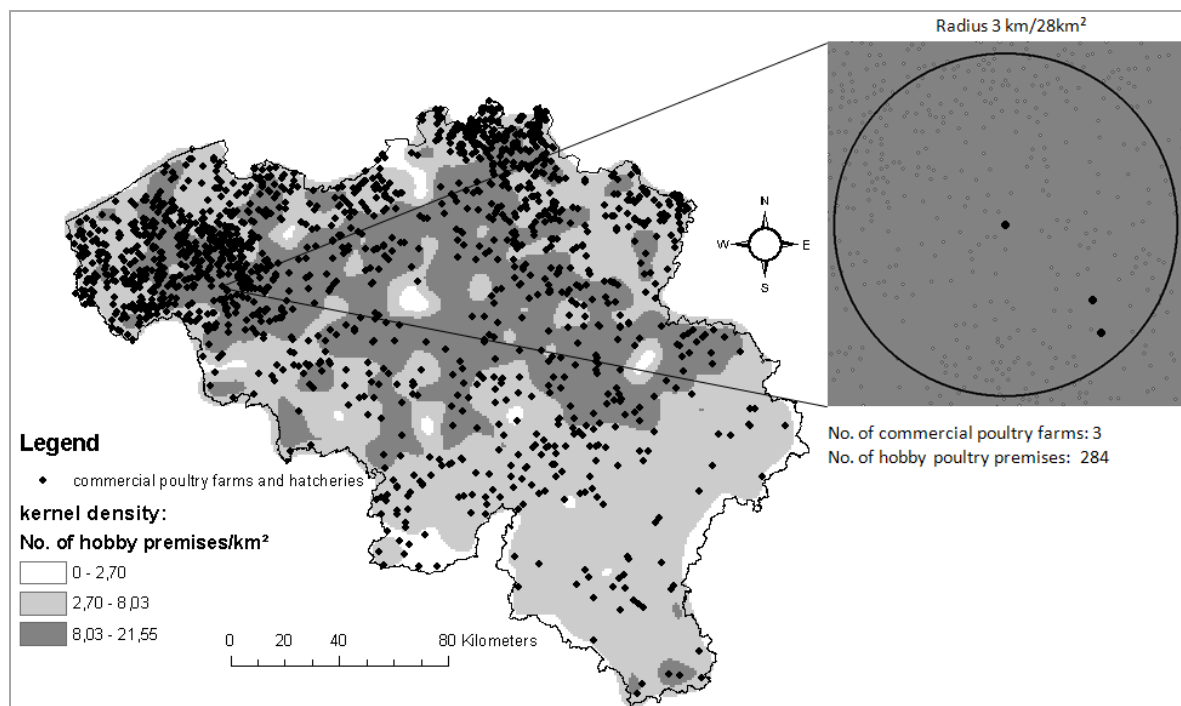 Radius 3 km/28km²
N
W E
S
No. of commercial poultry farms: 3
No. of hobby poultry premises: 284
Legend
commercial poultry farms and hatcheries
kernel density:
No. of hobby premises/km²
0 - 2,70
2,70 - 8,03
8,03 - 21,55
0 20 40 80 Kilometers